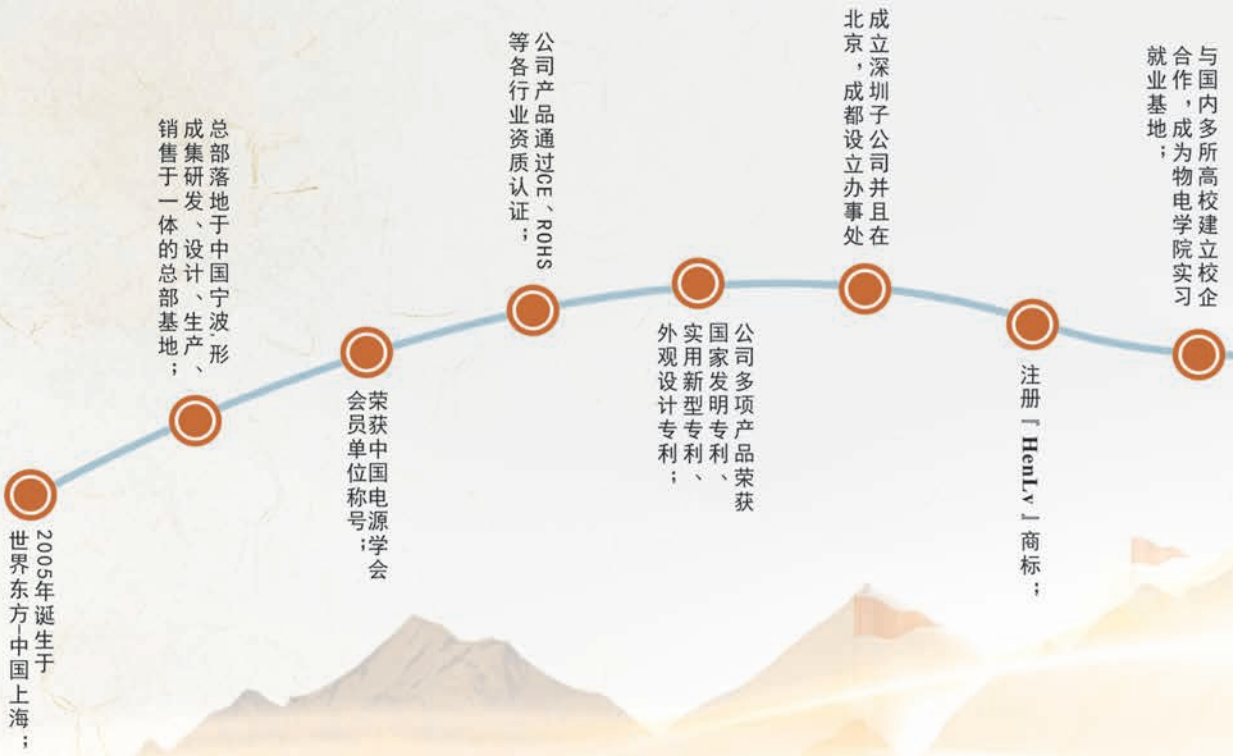 2005年诞生于
世界东方-中国上海；
总部落地于中国宁波,形
成集研发、设计、生产、
销售于一体的总部基地；
荣获中国电源学会
会员单位称号；
公司产品通过CE、ROHS
等各行业资质认证；
公司多项产品荣获
国家发明专利、
实用新型专利、
外观设计专利；
成立深圳子公司并且在
北京，成都设立办事处
注册『HenLv』商标；
与国内多所高校建立校企
合作，成为物电学院实习
就业基地；